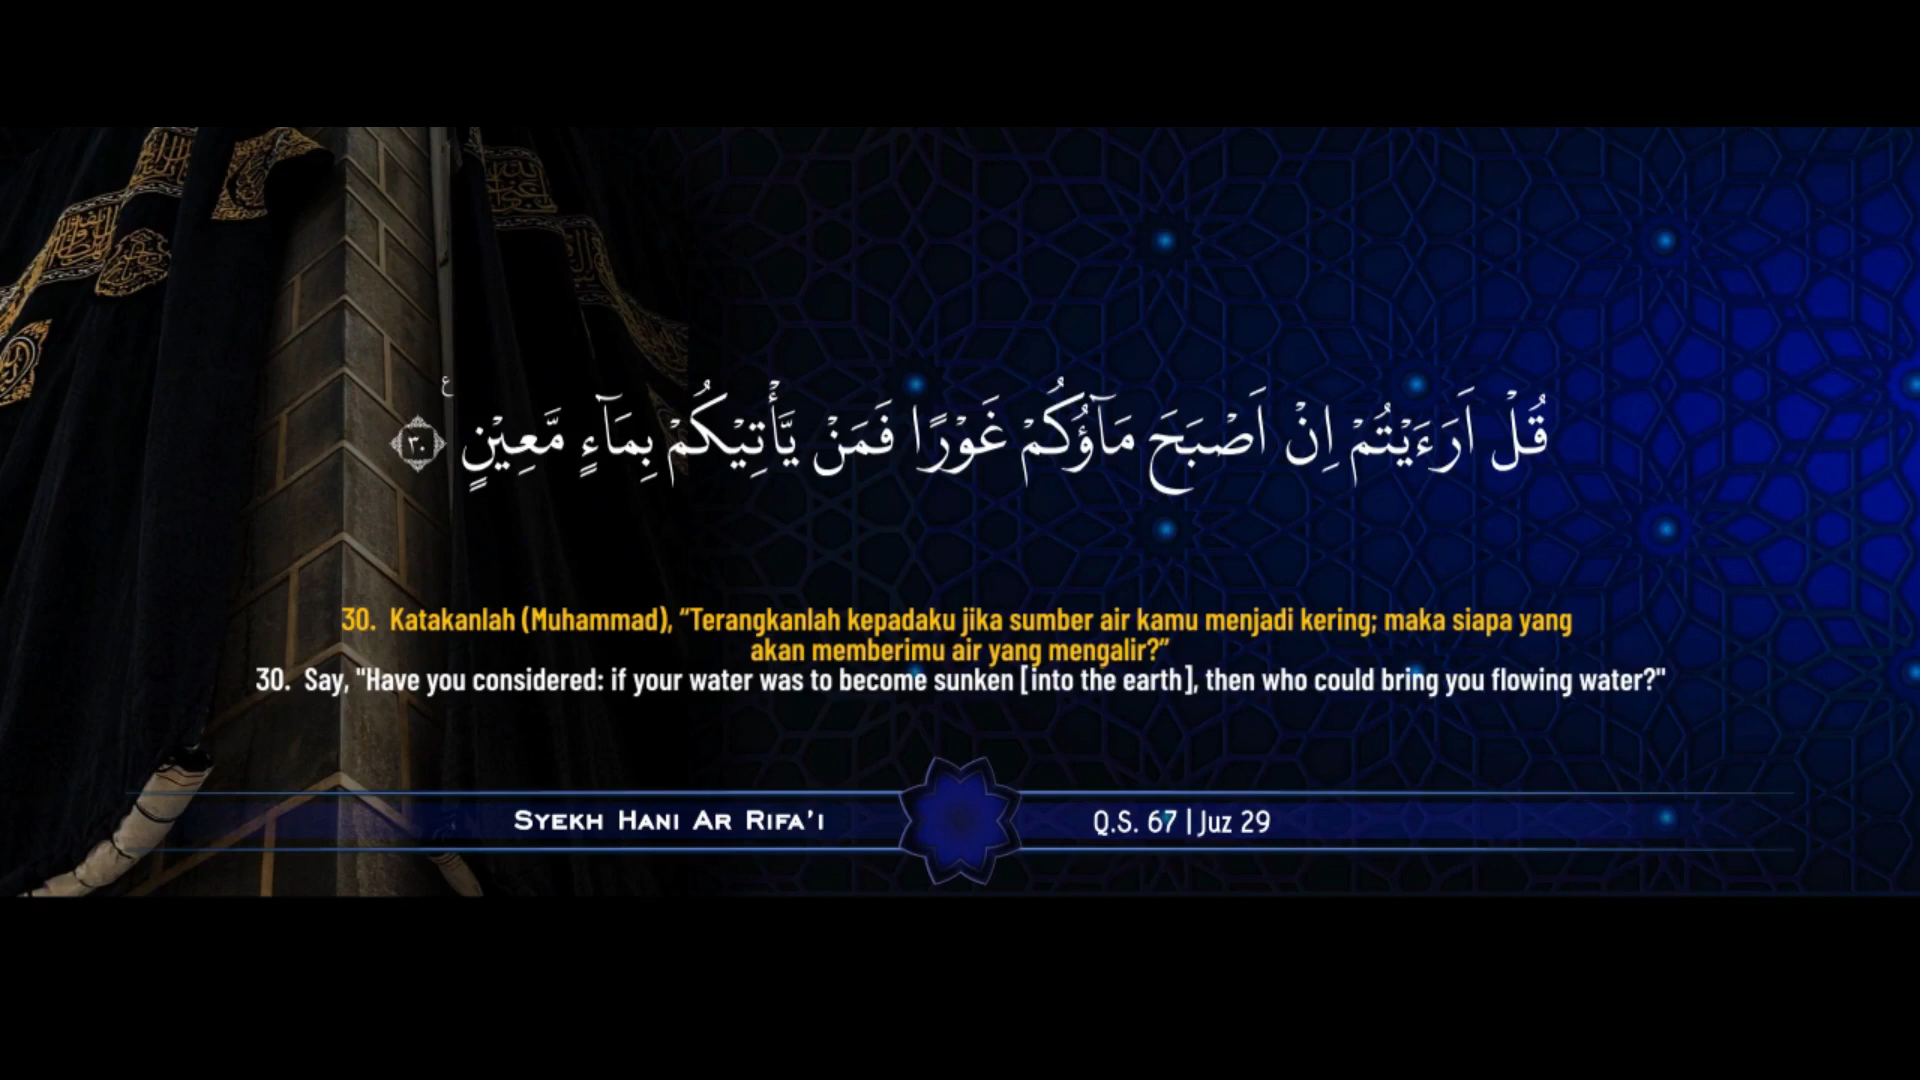 قُلْ اَرَءَيْتُمْ اِنْ اَصْبَحَ مَاۤؤُكُمْ غَوْرًا فَمَنْ يَّأْتِيْكُمْ بِمَاۤءٍ مَّعِيْنٍ ࣖ ٣٠
30. Katakanlah (Muhammad), “Terangkanlah kepadaku jika sumber air kamu menjadi kering; maka siapa yang
akan memberimu air yang mengalir?”
30. Say, "Have you considered: if your water was to become sunken [into the earth], then who could bring you flowing water?"
Syekh Hani Ar Rifa'i
Q.S. 67 | Juz 29